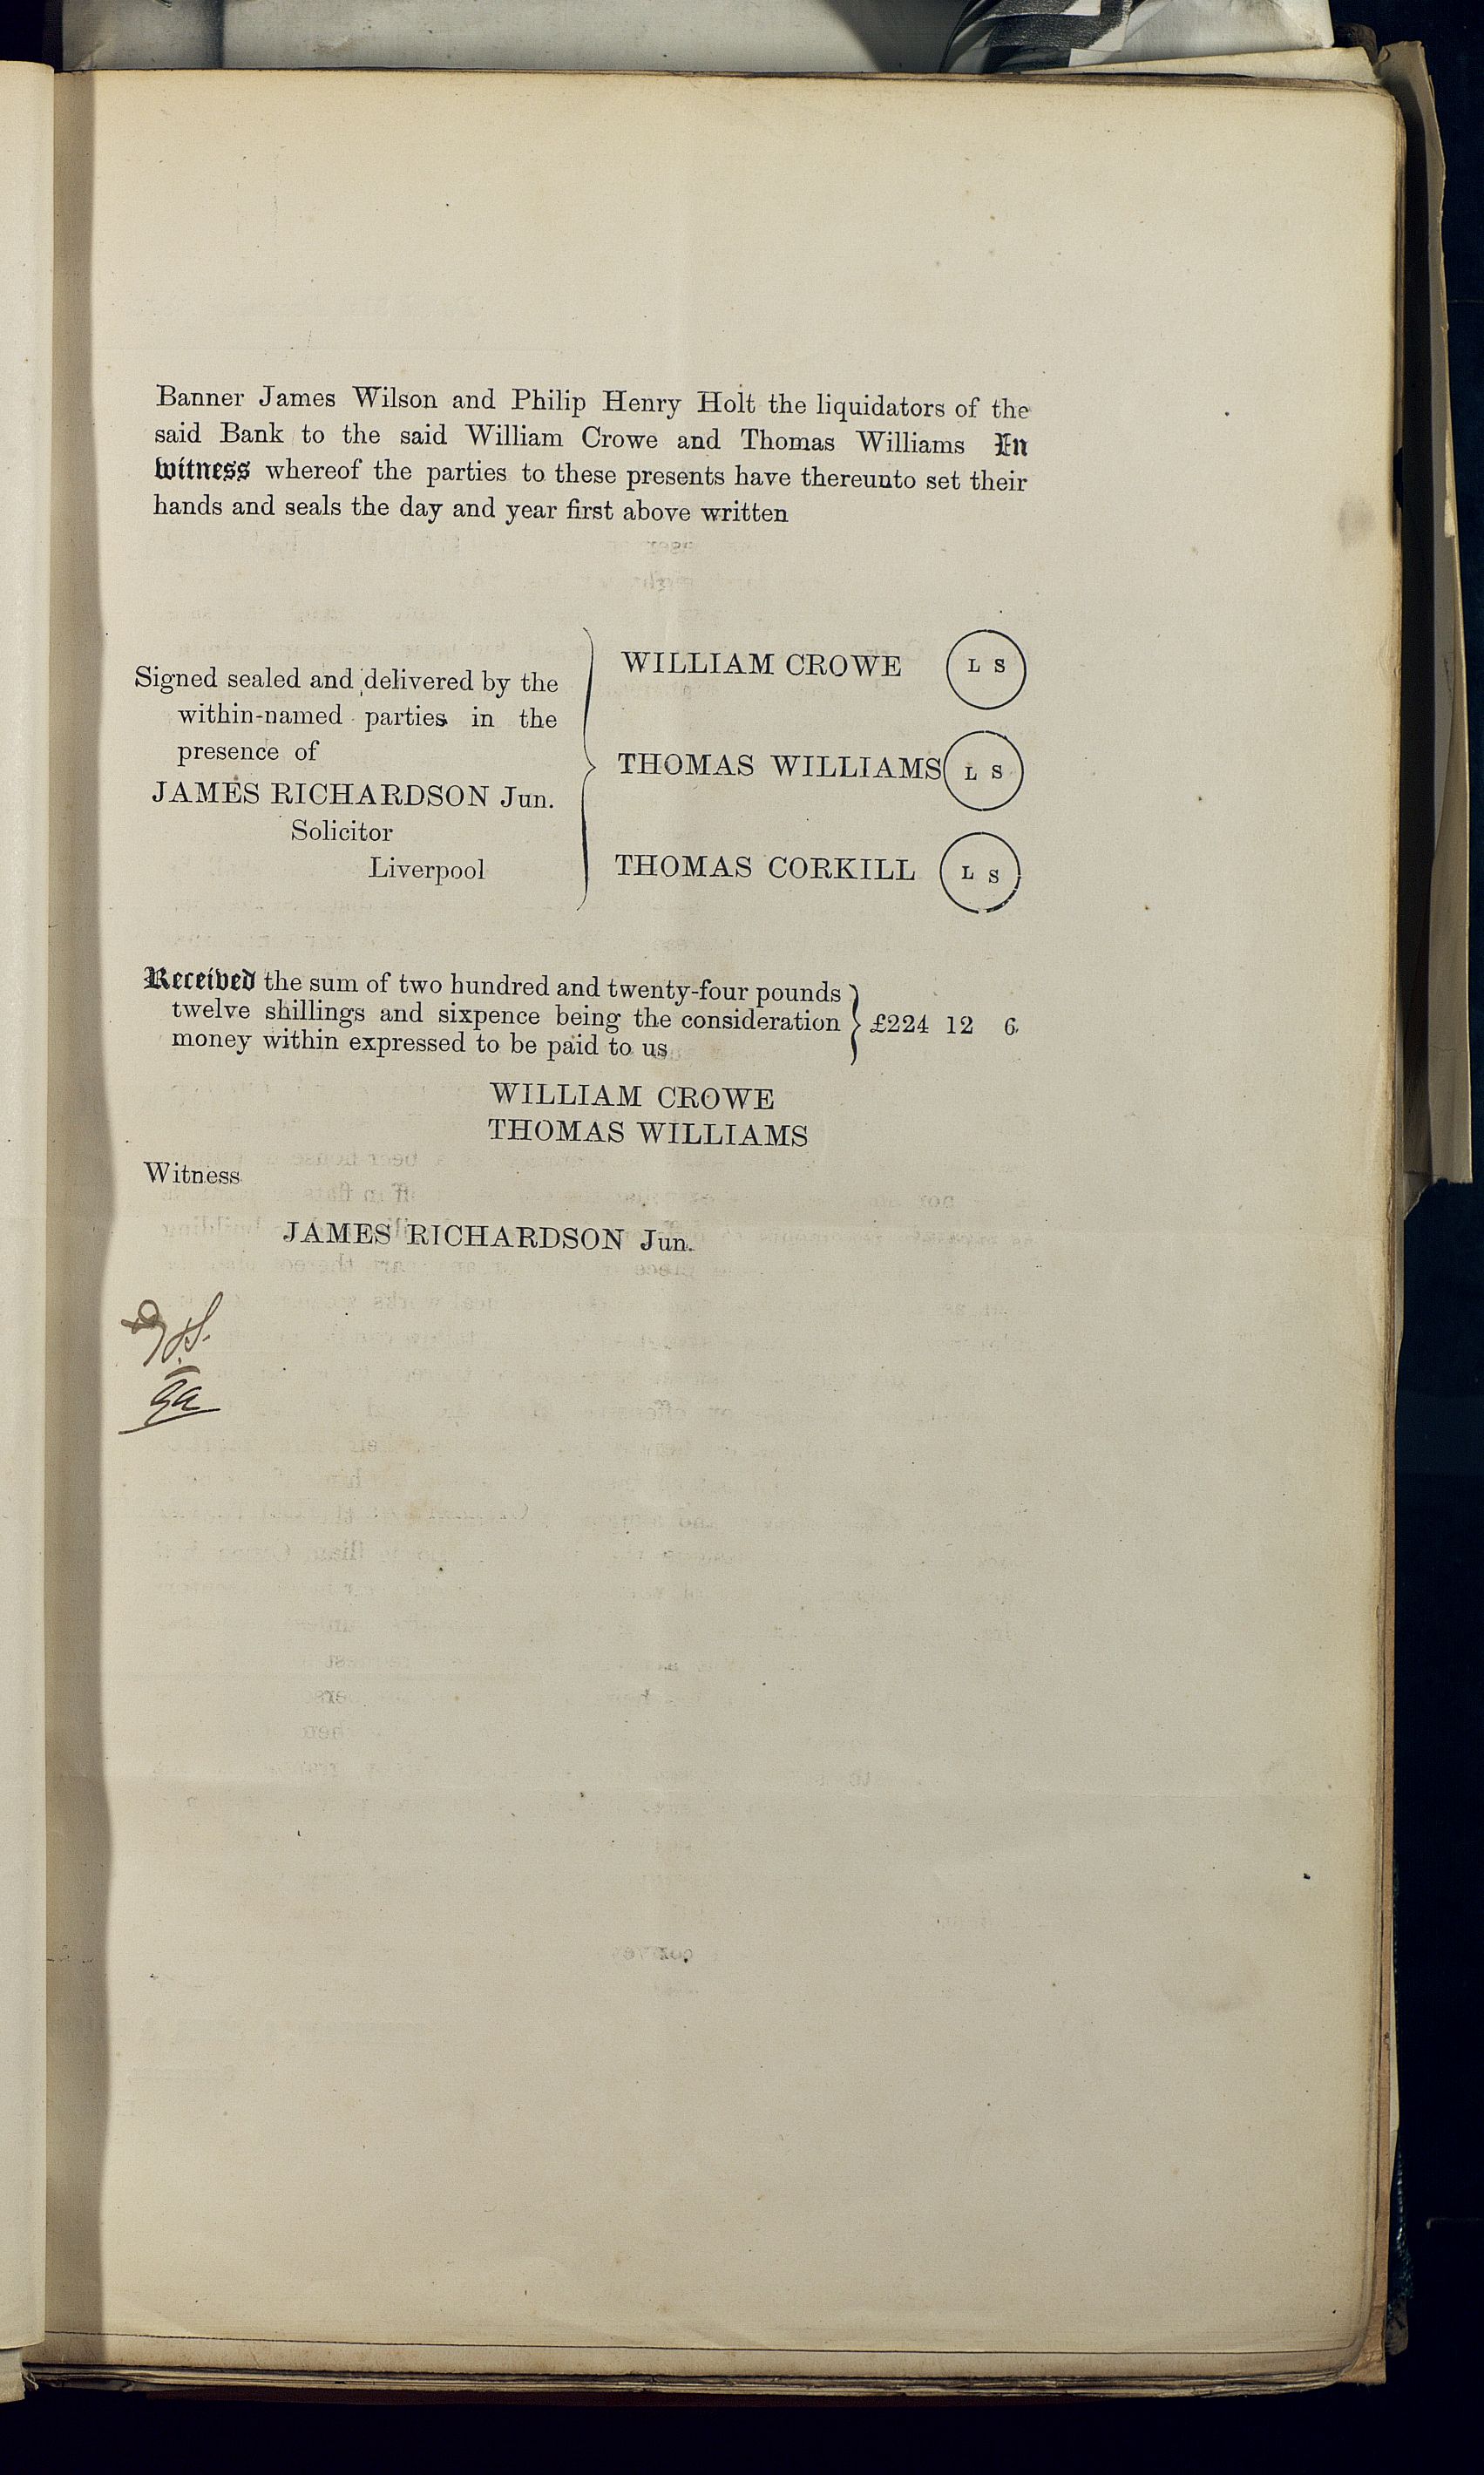 Banner James Wilson and Philip Henry Holt the liquidators of the
said Bank to the said William Crowe and Thomas Williams In
witness whereof the parties to these presents have thereunto set their
hands and seals the day and year first above written
Signed sealed and delivered by the
within-named parties in the
presence of
JAMES RICHARDSON Jun.
Solicitor
Liverpool
WILLIAM CROWE L S
THOMAS WILLIAMS L S
THOMAS CORKILL L S
Received the sum of two hundred and twenty-four pounds
twelve shillings and sixpence being the consideration
money within expressed to be paid to us
£224 12 6
WILLIAM CROWE
THOMAS WILLIAMS
Witness
JAMES RICHARDSON Jun.